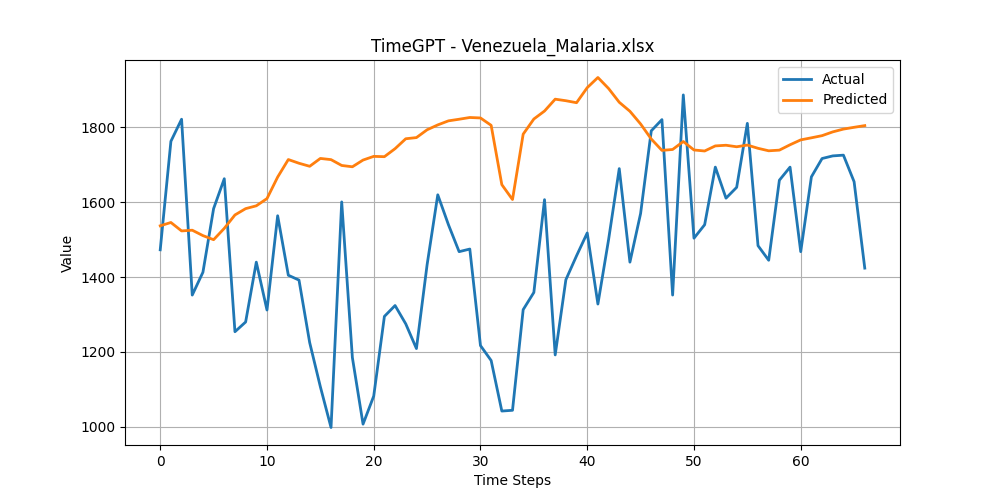 TimeGPT - Venezuela_Malaria.xlsx
Actual
Predicted
Value
1800
1600
1400
1200
1000
0 10 20 30 40 50 60
Time Steps